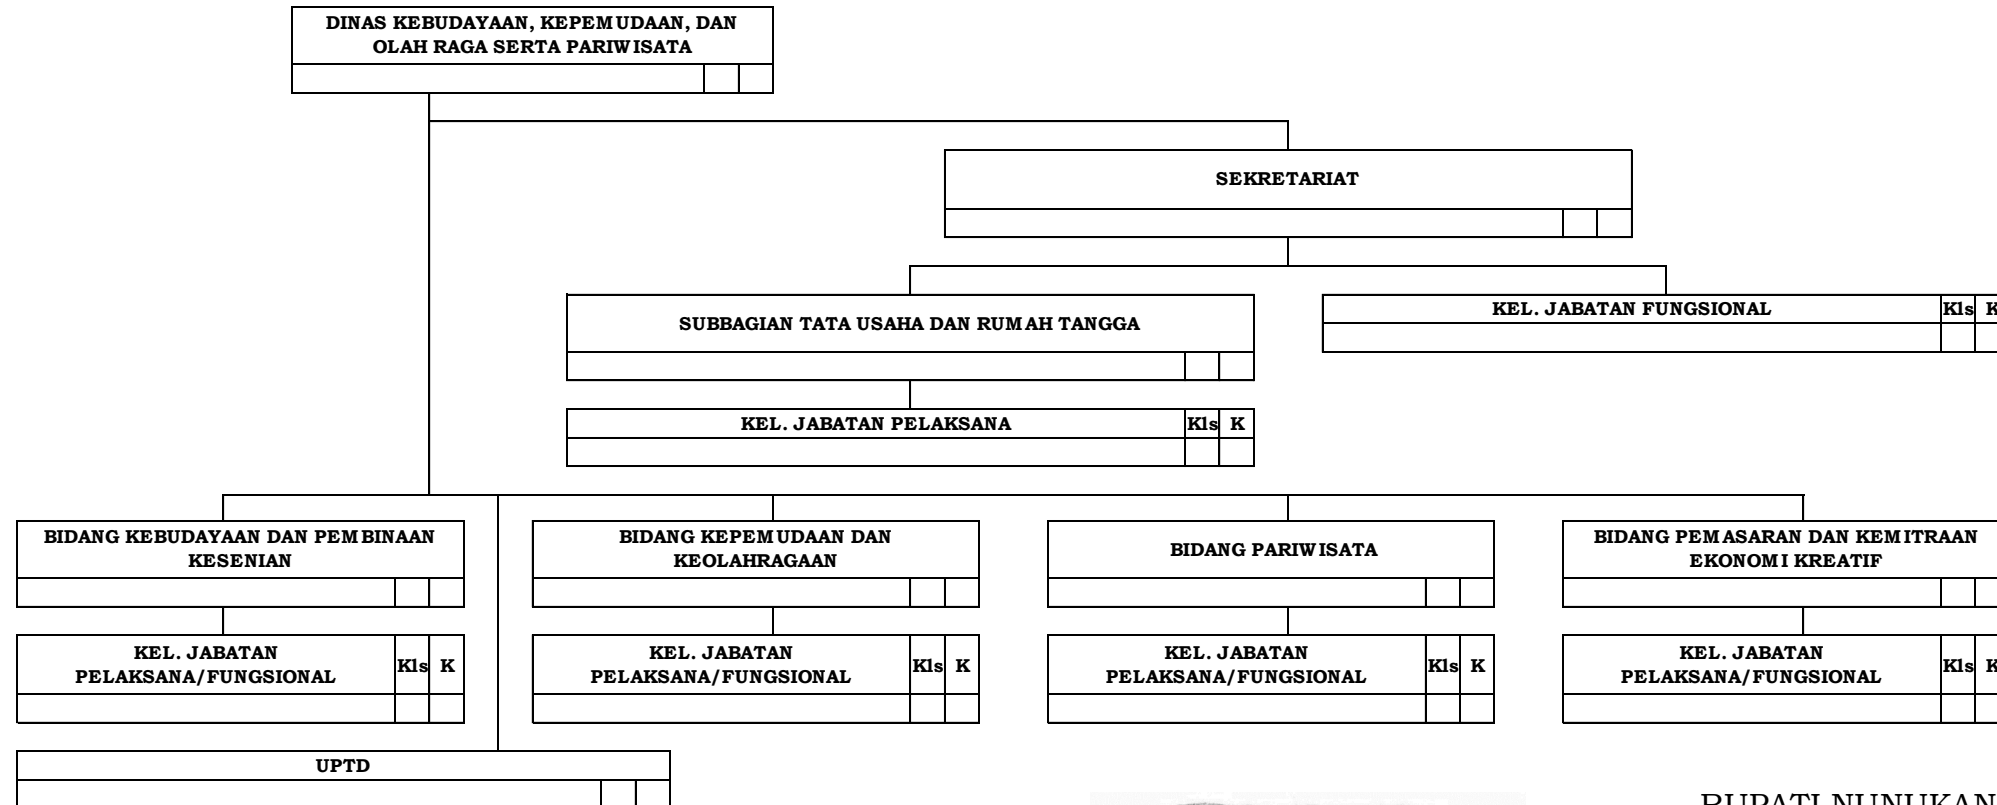 DINAS KEBUDAYAAN, KEPEMUDAAN, DAN
OLAH RAGA SERTA PARIWISATA
SEKRETARIAT
SUBBAGIAN TATA USAHA DAN RUMAH TANGGA
KEL. JABATAN FUNGSIONAL Kls K
KEL. JABATAN PELAKSANA Kls K
BIDANG KEBUDAYAAN DAN PEMBINAAN
KESENIAN
BIDANG KEPEMUDAAN DAN
KEOLAHRAGAAN
BIDANG PARIWISATA
BIDANG PEMASARAN DAN KEMITRAAN
EKONOMI KREATIF
KEL. JABATAN
PELAKSANA/FUNGSIONAL Kls K
KEL. JABATAN
PELAKSANA/FUNGSIONAL Kls K
KEL. JABATAN
PELAKSANA/FUNGSIONAL Kls K
KEL. JABATAN
PELAKSANA/FUNGSIONAL Kls K
UPTD
BUPATI NUNUKAN